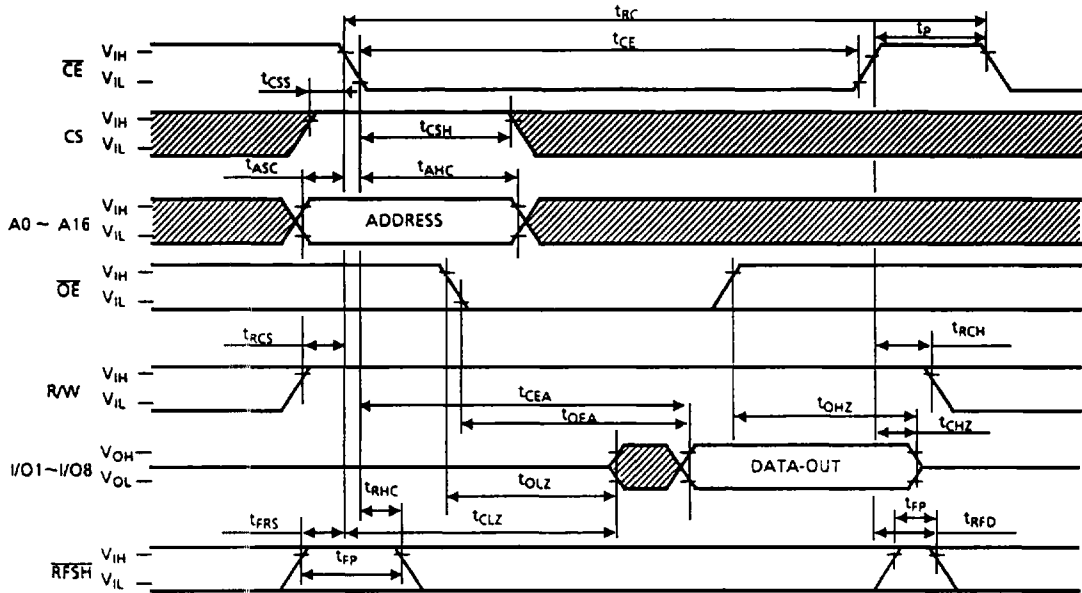 tRC
tCE
tP
CE VIH
VIL
tCSS
CS VIH
VIL
tCSH
tASC
tAHC
A0 ~ A16 VIH
VIL
ADDRESS
OE VIH
VIL
tRCS
tRCH
R/W VIH
VIL
tCEA
tOEA
tOHZ
tCHZ
I/O1~I/O8 VOH
VOL
DATA-OUT
tOLZ
tRHC
tFRS
tCLZ
tFP
tRFD
RFSH VIH
VIL
tFP